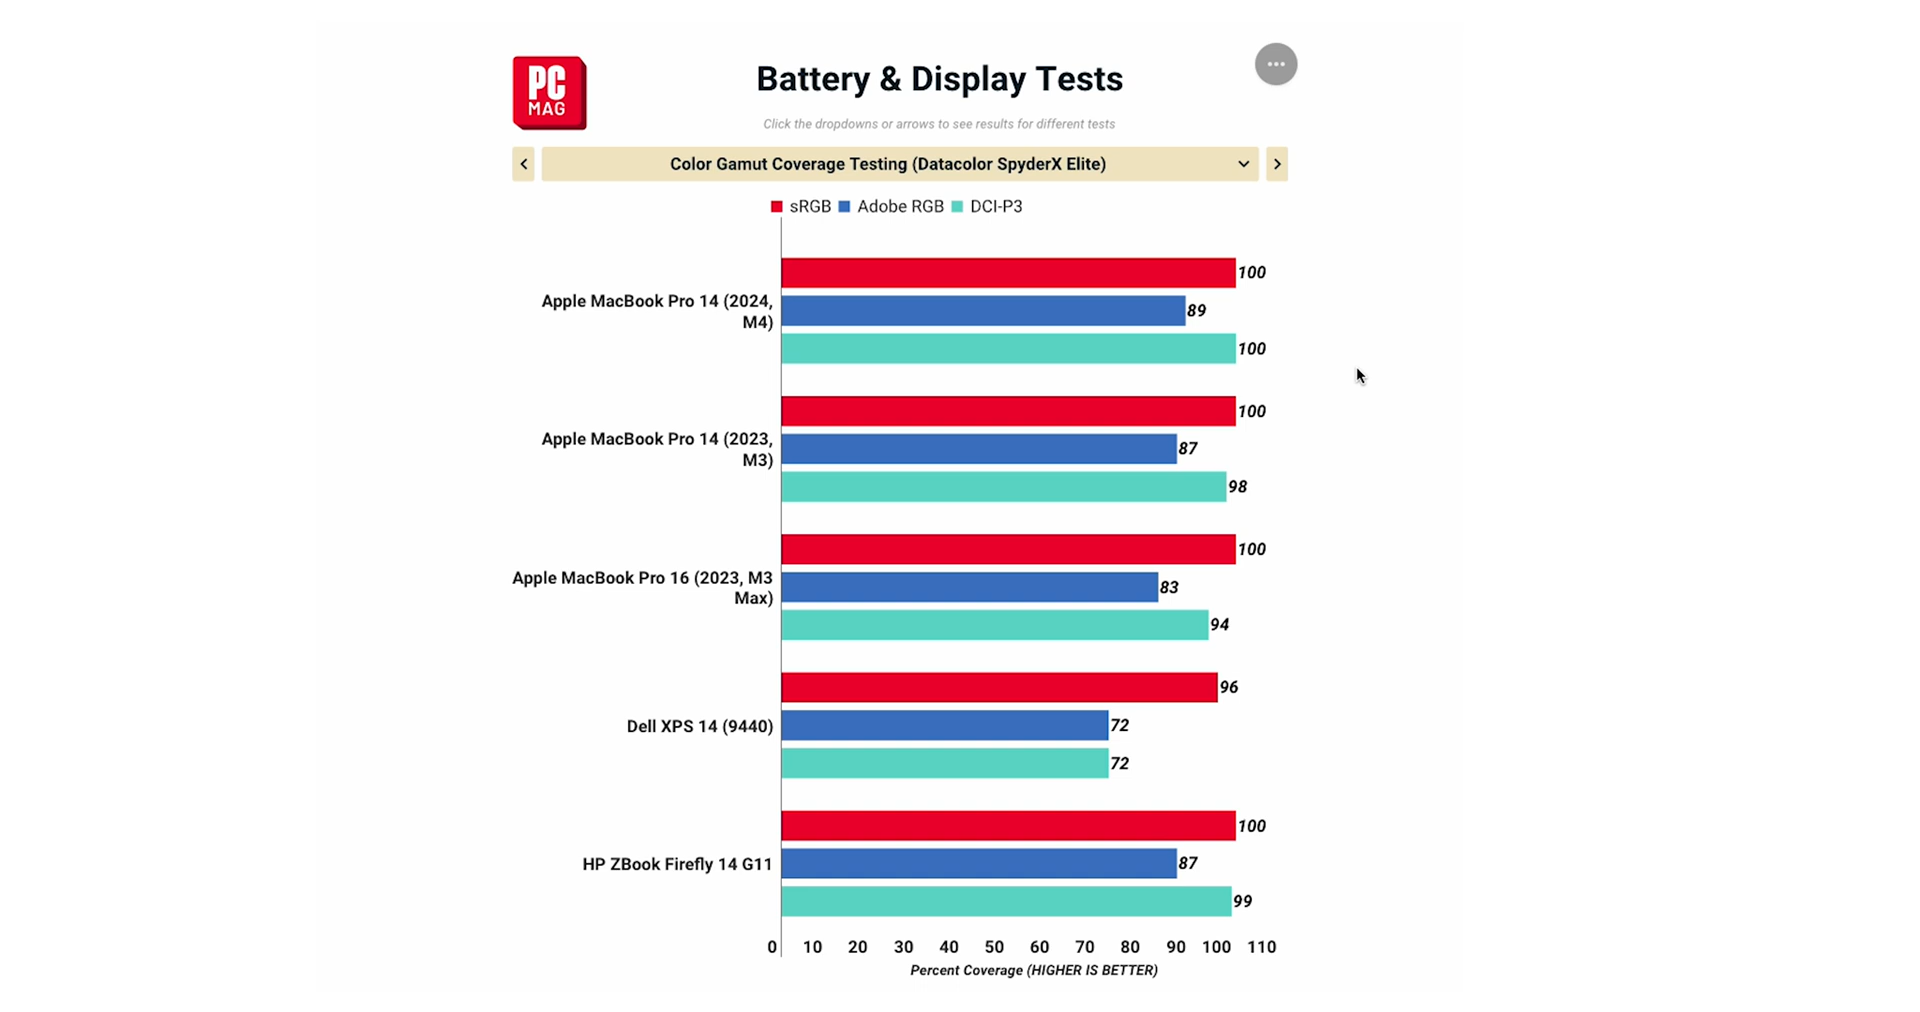 PC
MAG
Battery & Display Tests
Click the dropdowns or arrows to see results for different tests
Color Gamut Coverage Testing (Datacolor SpyderX Elite)
sRGB Adobe RGB DCI-P3
100
Apple MacBook Pro 14 (2024,
M4)
89
100
100
Apple MacBook Pro 14 (2023,
M3)
87
98
100
Apple MacBook Pro 16 (2023, M3
Max)
83
94
96
Dell XPS 14 (9440)
72
72
100
HP ZBook Firefly 14 G11
87
99
0 10 20 30 40 50 60 70 80 90 100 110
Percent Coverage (HIGHER IS BETTER)